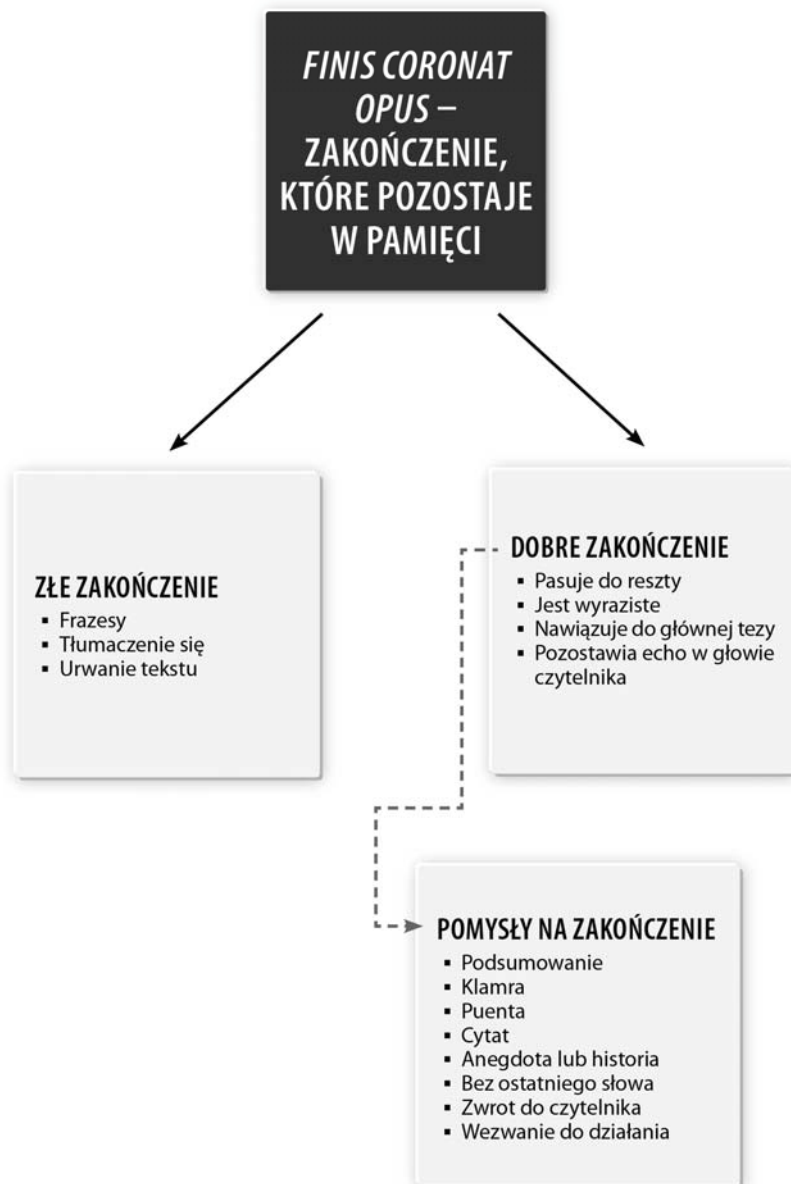 FINIS CORONAT
OPUS –
ZAKOŃCZENIE,
KTÓRE POZOSTAJE
W PAMIĘCI
ZŁE ZAKOŃCZENIE
▪ Frazesy
▪ Tłumaczenie się
▪ Urwanie tekstu
DOBRE ZAKOŃCZENIE
▪ Pasuje do reszty
▪ Jest wyraziste
▪ Nawiązuje do głównej tezy
▪ Pozostawia echo w głowie
czytelnika
POMYSŁY NA ZAKOŃCZENIE
▪ Podsumowanie
▪ Klamra
▪ Puenta
▪ Cytat
▪ Anegdota lub historia
▪ Bez ostatniego słowa
▪ Zwrot do czytelnika
▪ Wezwanie do działania